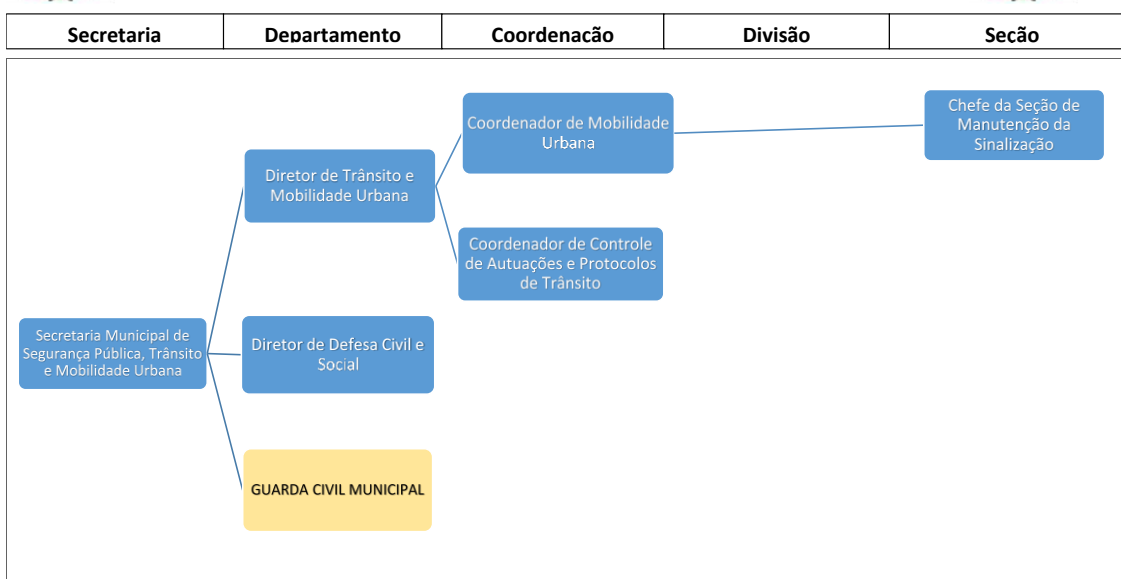 Secretaria Departamento Coordenação Divisão Seção
Coordenador de Mobilidade
Urbana
Chefe da Seção de
Manutenção da
Sinalização
Diretor de Trânsito e
Mobilidade Urbana
Coordenador de Controle
de Autuações e Protocolos
de Trânsito
Secretaria Municipal de
Segurança Pública, Trânsito
e Mobilidade Urbana
Diretor de Defesa Civil e
Social
GUARDA CIVIL MUNICIPAL